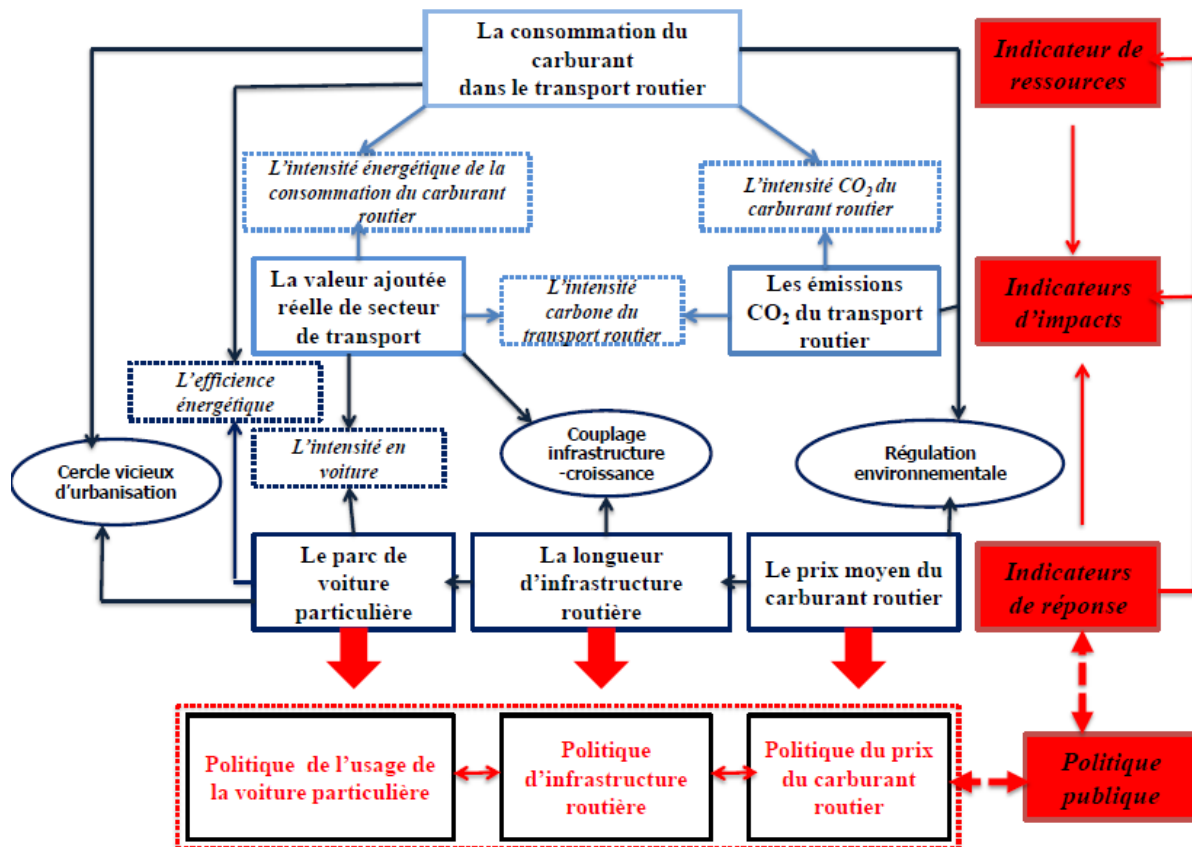 La consommation du
carburant
dans le transport routier
Indicateur de
ressources
L'intensité énergétique de la
consommation du carburant
routier
L'intensité CO₂ du
carburant routier
La valeur ajoutée
réelle de secteur
de transport
L'intensité
carbone du
transport routier
Les émissions
CO₂ du transport
routier
Indicateurs
d'impacts
L'efficience
énergétique
L'intensité en
voiture
Couplage
infrastructure
-croissance
Régulation
environnementale
Cercle vicieux
d'urbanisation
Le parc de
voiture
particulière
La longueur
d'infrastructure
routière
Le prix moyen du
carburant routier
Indicateurs
de réponse
Politique de l'usage de
la voiture particulière
Politique
d'infrastructure
routière
Politique du prix
du carburant
routier
Politique
publique